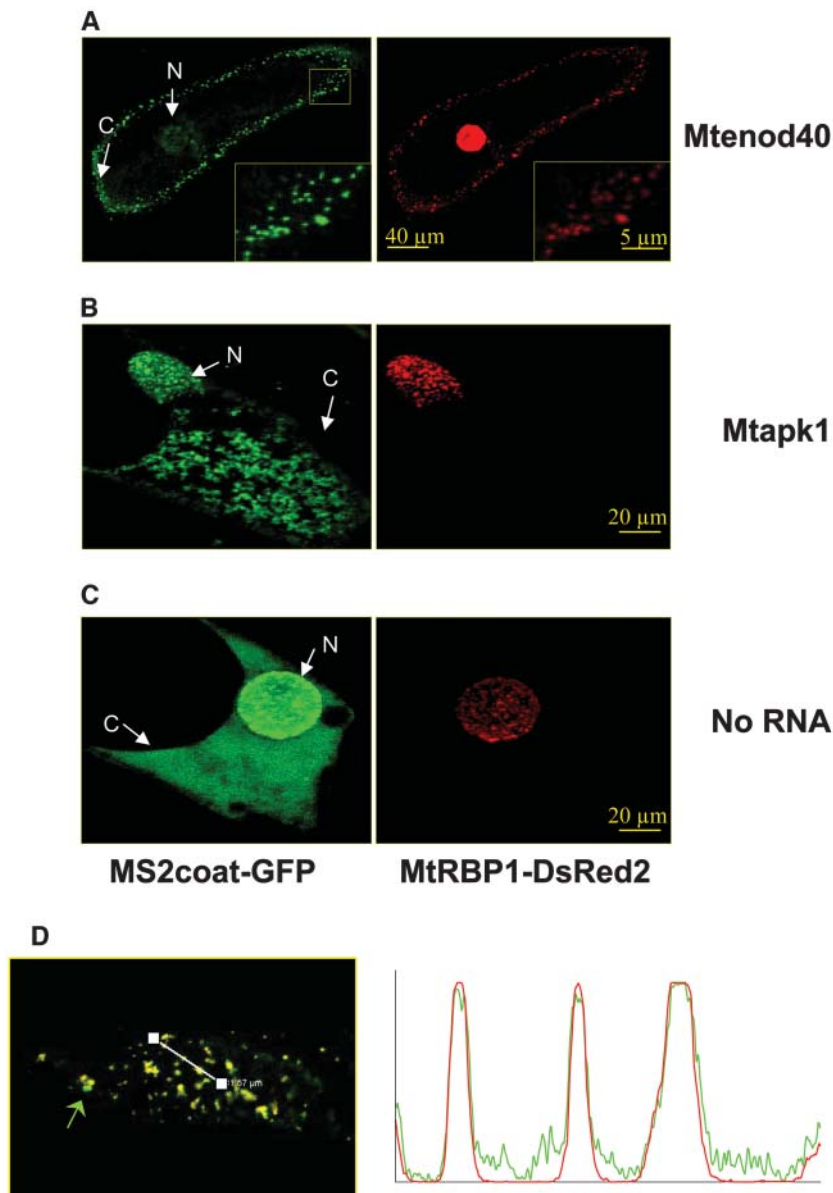 A
N
C
40 µm
5 µm
Mtenod40
B
N
C
20 µm
Mtapk1
C
N
C
20 µm
No RNA
MS2coat-GFP
MtRBP1-DsRed2
D